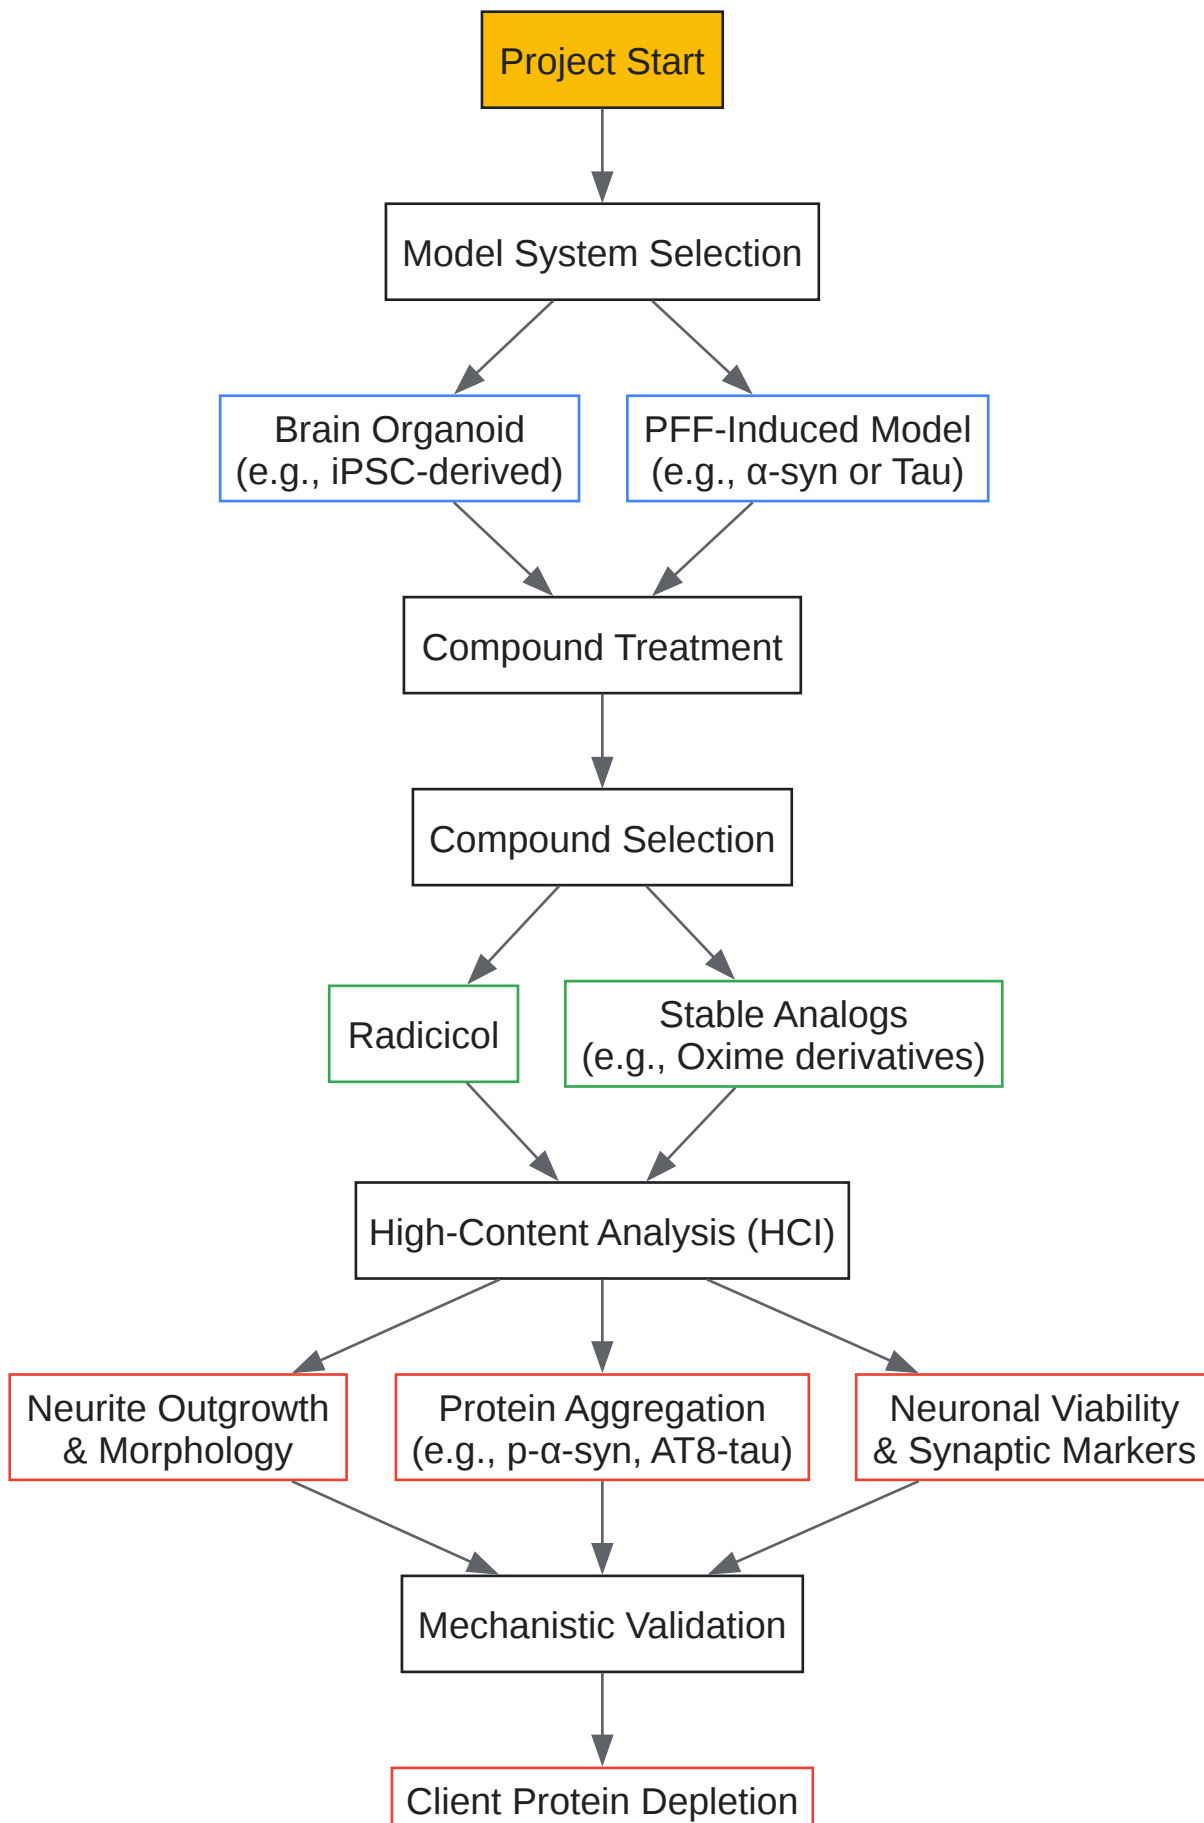 Project Start
Model System Selection
Brain Organoid
(e.g., iPSC-derived)
PFF-Induced Model
(e.g., α-syn or Tau)
Compound Treatment
Compound Selection
Radicicol
Stable Analogs
(e.g., Oxime derivatives)
High-Content Analysis (HCI)
Neurite Outgrowth
& Morphology
Protein Aggregation
(e.g., p-α-syn, AT8-tau)
Neuronal Viability
& Synaptic Markers
Mechanistic Validation
Client Protein Depletion